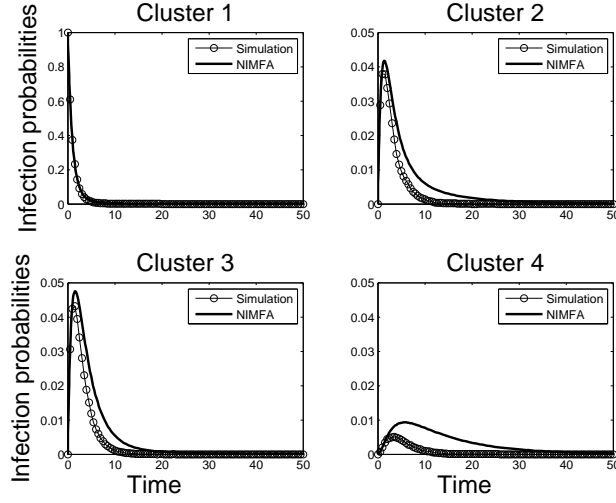 Cluster 1
Infection probabilities
1
0.8
0.6
0.4
0.2
0
0 10 20 30 40 50
Simulation
NIMFA
Cluster 2
0.05
0.04
0.03
0.02
0.01
0
0 10 20 30 40 50
Simulation
NIMFA
Cluster 3
Infection probabilities
0.05
0.04
0.03
0.02
0.01
0
0 10 20 30 40 50
Time
Simulation
NIMFA
Cluster 4
0.05
0.04
0.03
0.02
0.01
0
0 10 20 30 40 50
Time
Simulation
NIMFA